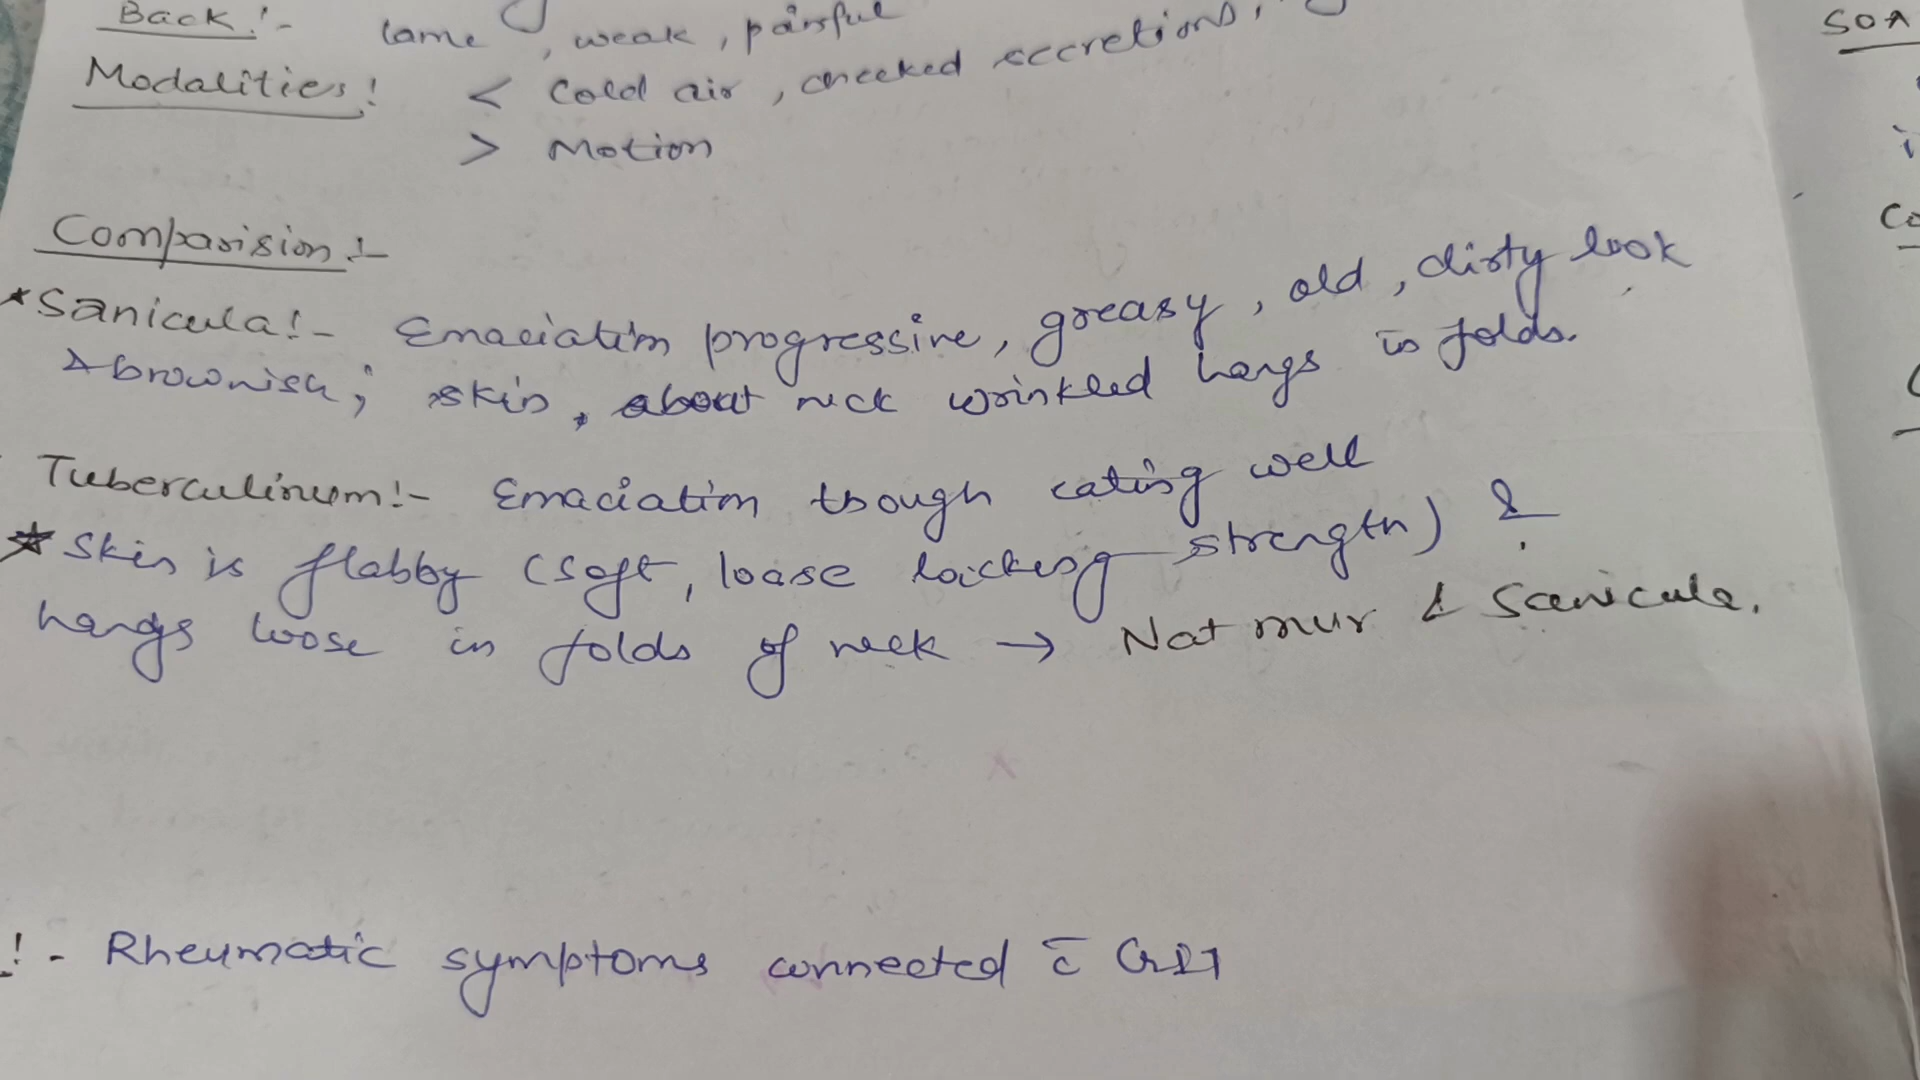 Back!- lame, weak, painful
Modalities! < cold air, checked secretions,
> Motion
Comparision!-
*Sanicula!- Emaciation progressive, greasy, old, dirty look
& brownish; skin, about neck wrinkled hangs in folds.
Tuberculinum!- Emaciation though eating well
* Skin is flabby (soft, loose lacking strength) &
hangs loose in folds of neck → Nat mur & Sanicula.
!- Rheumatic symptoms connected c̄ GIT
SOA
i
Co